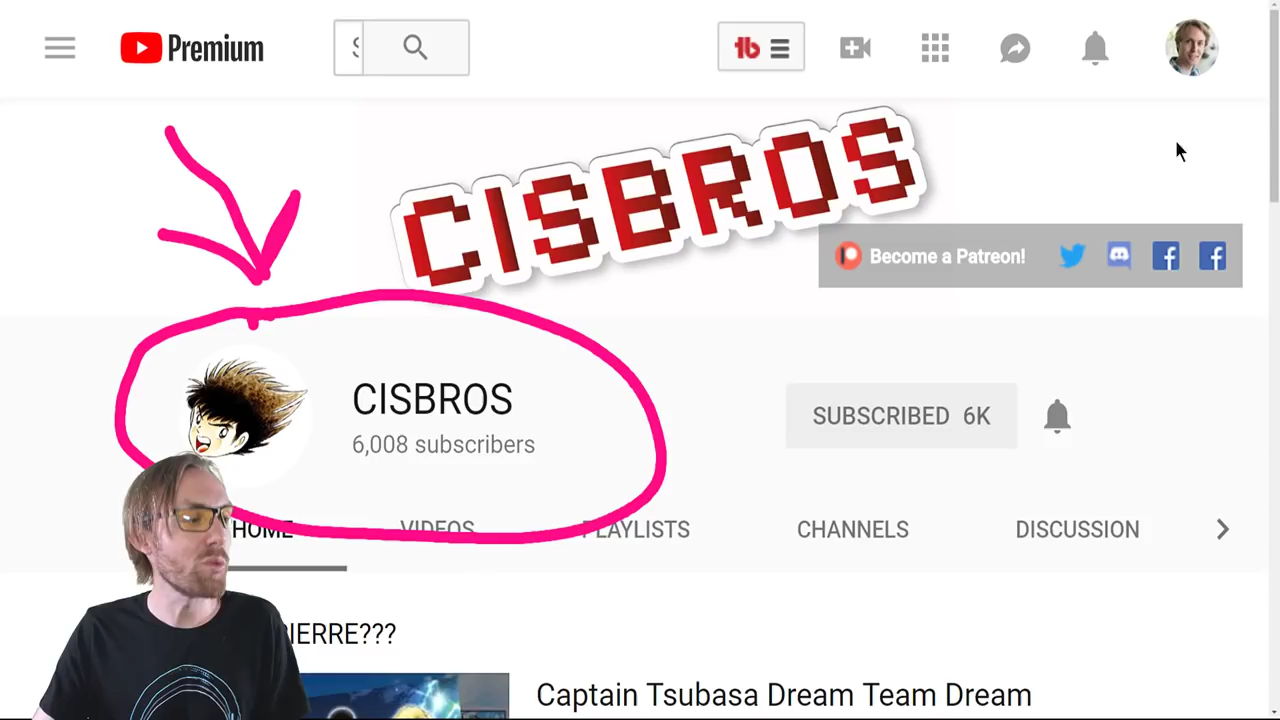 Premium
CISBROS
Become a Patreon!
CISBROS
6,008 subscribers
SUBSCRIBED 6K
HOME VIDEOS PLAYLISTS CHANNELS DISCUSSION
PIERRE???
Captain Tsubasa Dream Team Dream